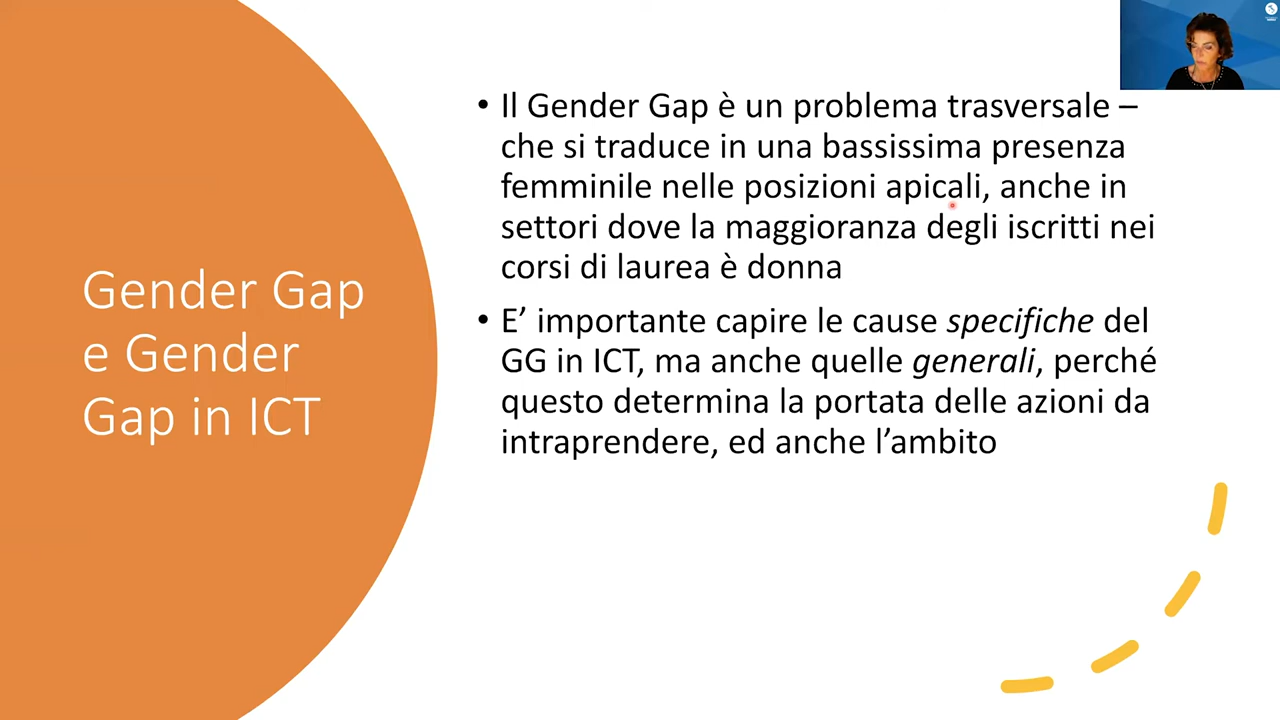 Gender Gap
e Gender
Gap in ICT
• Il Gender Gap è un problema trasversale –
che si traduce in una bassissima presenza
femminile nelle posizioni apicali, anche in
settori dove la maggioranza degli iscritti nei
corsi di laurea è donna
• E’ importante capire le cause specifiche del
GG in ICT, ma anche quelle generali, perché
questo determina la portata delle azioni da
intraprendere, ed anche l’ambito